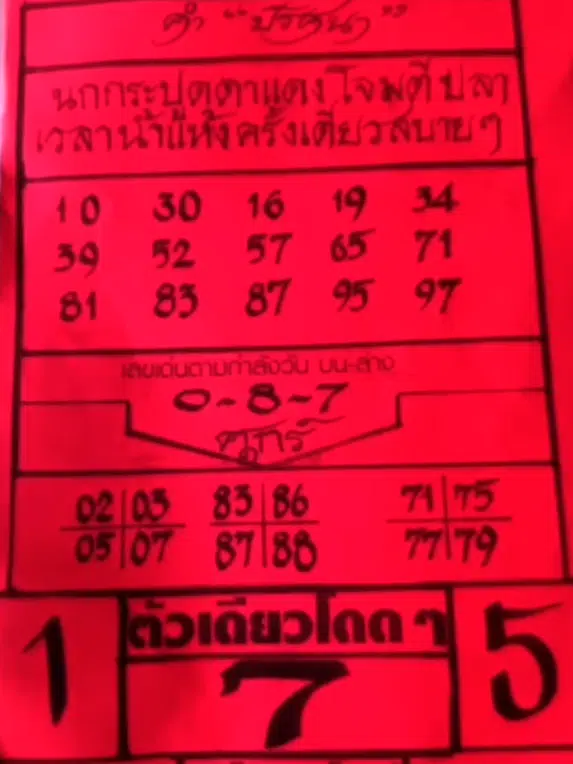 คำ "ปริศนา"
นกกระปูดตาแดงโจมตีปลา
เวลาน้ำแห้งครั้งเดียวสบายๆ
10 30 16 19 34
39 52 57 65 71
81 83 87 95 97
เลขเด่นตามกำลังวัน บน-ล่าง
0-8-7
ศุกร์
02 03 83 86 71 75
05 07 87 88 77 79
1 ตัวเดียวโดดๆ 5
7